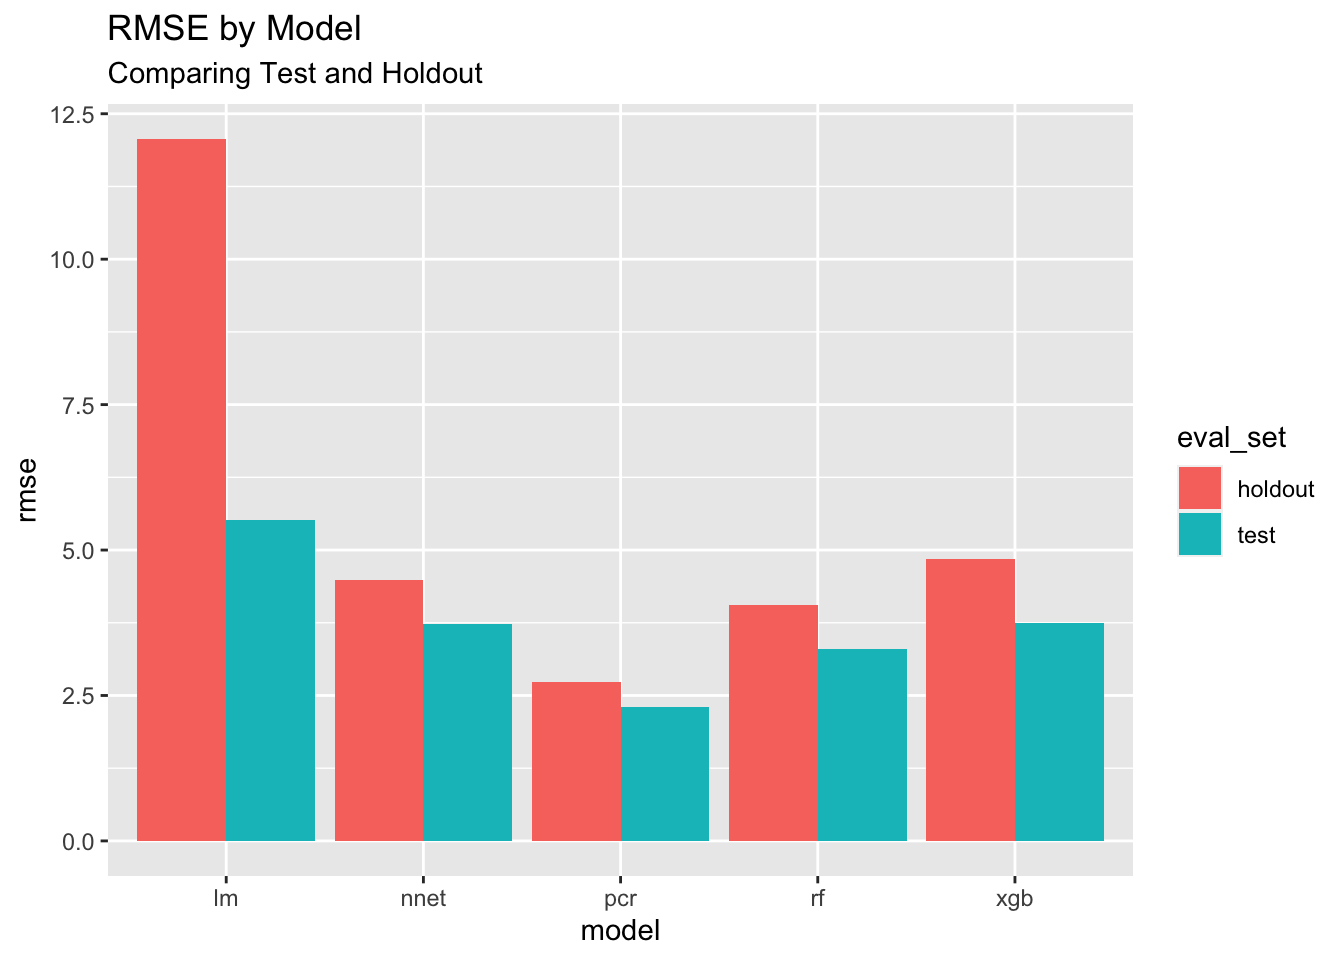 RMSE by Model
Comparing Test and Holdout
12.5
10.0
7.5
5.0
2.5
0.0
rmse
lm nnet pcr rf xgb
model
eval_set
holdout
test